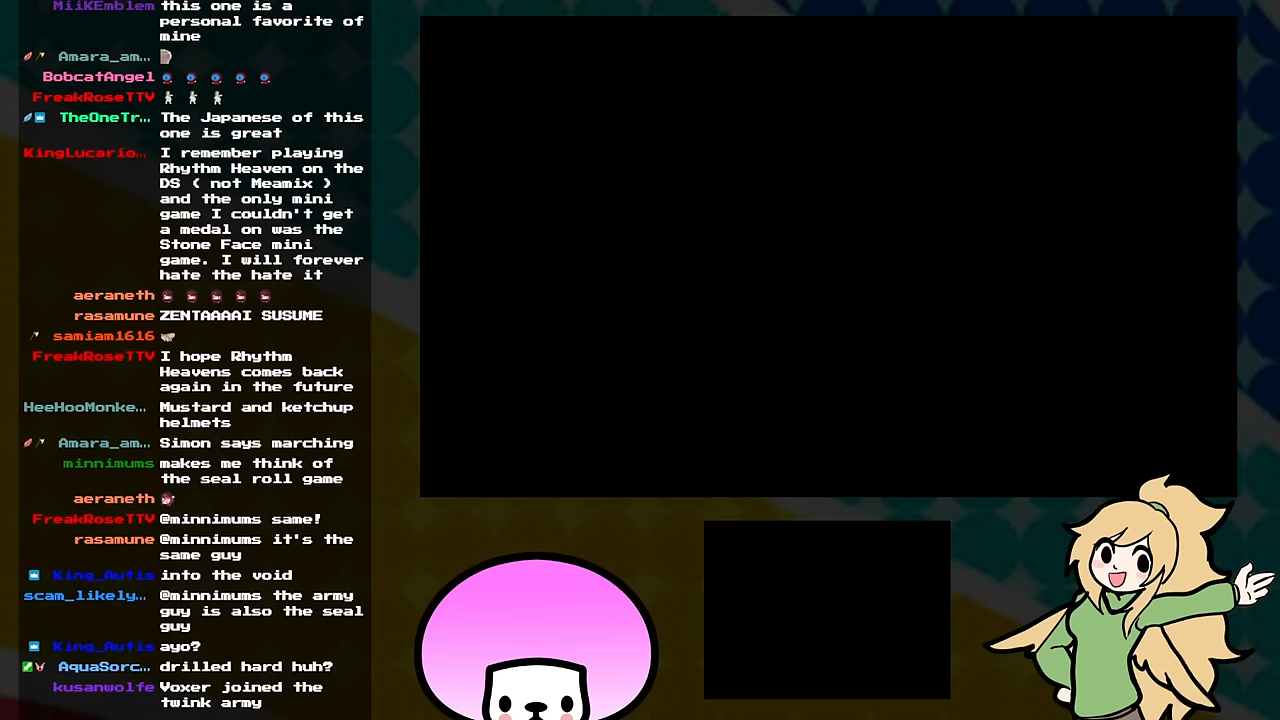 MiiKEmblem this one is a
personal favorite of
mine
Amara_am…
BobcatAngel
FreakRoseTTV
TheOneTr… The Japanese of this
one is great
KingLucario… I remember playing
Rhythm Heaven on the
DS ( not Meamix )
and the only mini
game I couldn't get
a medal on was the
Stone Face mini
game. I will forever
hate the hate it
aeraneth
rasamune ZENTAAAAI SUSUME
samiam1616
FreakRoseTTV I hope Rhythm
Heavens comes back
again in the future
HeeHooMonke… Mustard and ketchup
helmets
Amara_am… Simon says marching
minnimums makes me think of
the seal roll game
aeraneth
FreakRoseTTV @minnimums same!
rasamune @minnimums it's the
same guy
King_Autis into the void
scam_likely… @minnimums the army
guy is also the seal
guy
King_Autis ayo?
AquaSorc… drilled hard huh?
kusanwolfe Voxer joined the
twink army